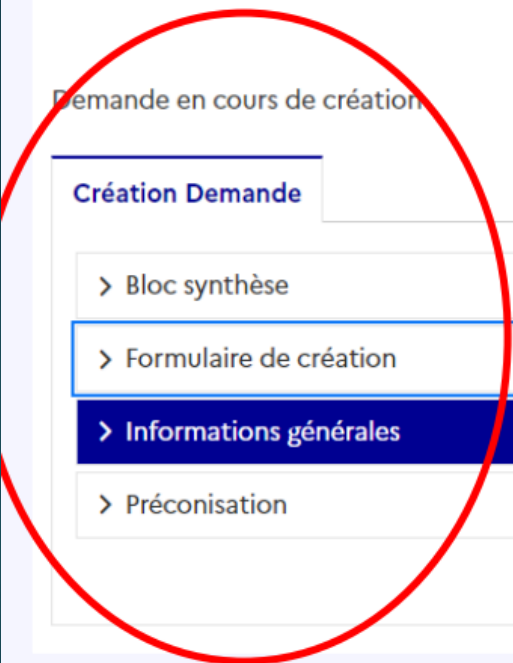 Demande en cours de création
Création Demande
Bloc synthèse
Formulaire de création
Informations générales
Préconisation